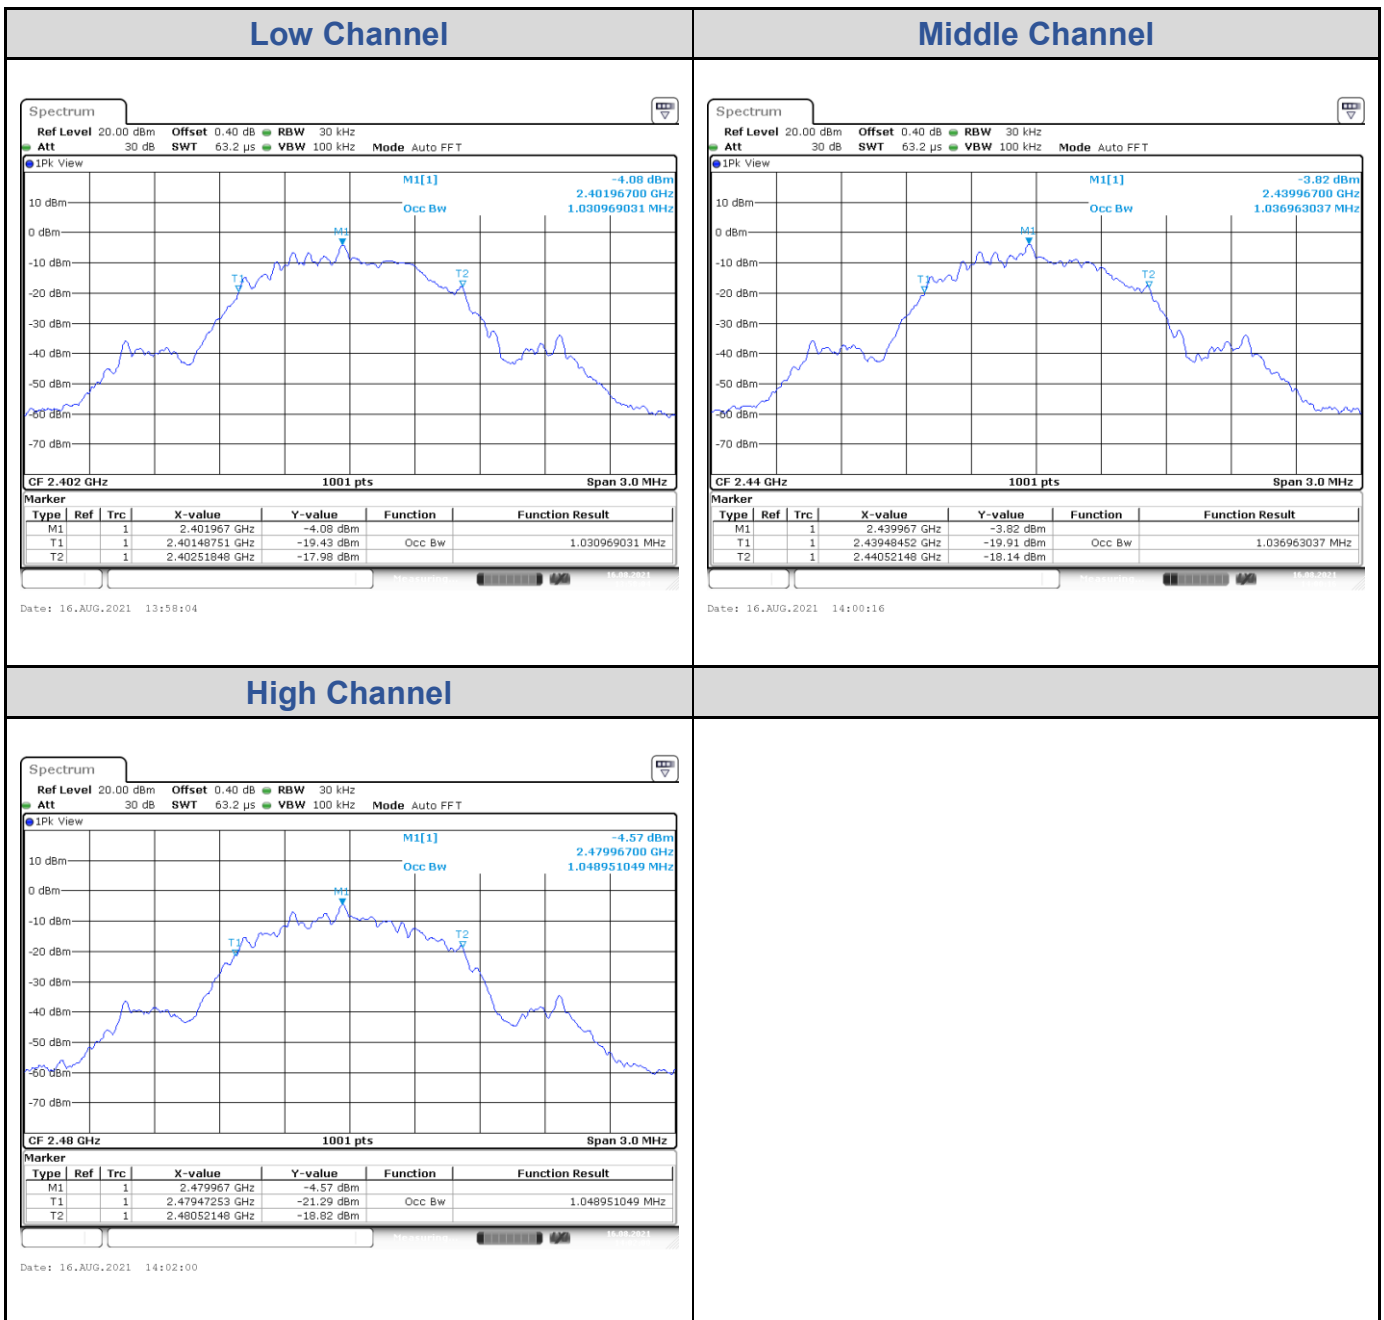 Low Channel
Middle Channel
Spectrum
Ref Level 20.00 dBm Offset 0.40 dB RBW 30 kHz
Att 30 dB SWT 63.2 µs VBW 100 kHz Mode Auto FFT
1Pk View
M1[1] -4.08 dBm
2.40196700 GHz
Occ Bw 1.030969031 MHz
10 dBm
0 dBm
M1
-10 dBm
T1
T2
-20 dBm
-30 dBm
-40 dBm
-50 dBm
-60 dBm
-70 dBm
CF 2.402 GHz 1001 pts Span 3.0 MHz
Marker
Type Ref Trc X-value Y-value Function Function Result
M1 1 2.401967 GHz -4.08 dBm
T1 1 2.40148751 GHz -19.43 dBm Occ Bw 1.030969031 MHz
T2 1 2.40251848 GHz -17.98 dBm
Measuring 16.08.2021
Date: 16.AUG.2021 13:58:04
Spectrum
Ref Level 20.00 dBm Offset 0.40 dB RBW 30 kHz
Att 30 dB SWT 63.2 µs VBW 100 kHz Mode Auto FFT
1Pk View
M1[1] -3.82 dBm
2.43996700 GHz
Occ Bw 1.036963037 MHz
10 dBm
0 dBm
M1
-10 dBm
T1
T2
-20 dBm
-30 dBm
-40 dBm
-50 dBm
-60 dBm
-70 dBm
CF 2.44 GHz 1001 pts Span 3.0 MHz
Marker
Type Ref Trc X-value Y-value Function Function Result
M1 1 2.439967 GHz -3.82 dBm
T1 1 2.43948452 GHz -19.91 dBm Occ Bw 1.036963037 MHz
T2 1 2.44052148 GHz -18.14 dBm
Measuring 16.08.2021
Date: 16.AUG.2021 14:00:16
High Channel
Spectrum
Ref Level 20.00 dBm Offset 0.40 dB RBW 30 kHz
Att 30 dB SWT 63.2 µs VBW 100 kHz Mode Auto FFT
1Pk View
M1[1] -4.57 dBm
2.47996700 GHz
Occ Bw 1.048951049 MHz
10 dBm
0 dBm
M1
-10 dBm
T1
T2
-20 dBm
-30 dBm
-40 dBm
-50 dBm
-60 dBm
-70 dBm
CF 2.48 GHz 1001 pts Span 3.0 MHz
Marker
Type Ref Trc X-value Y-value Function Function Result
M1 1 2.479967 GHz -4.57 dBm
T1 1 2.47947253 GHz -21.29 dBm Occ Bw 1.048951049 MHz
T2 1 2.48052148 GHz -18.82 dBm
Measuring 16.08.2021
Date: 16.AUG.2021 14:02:00